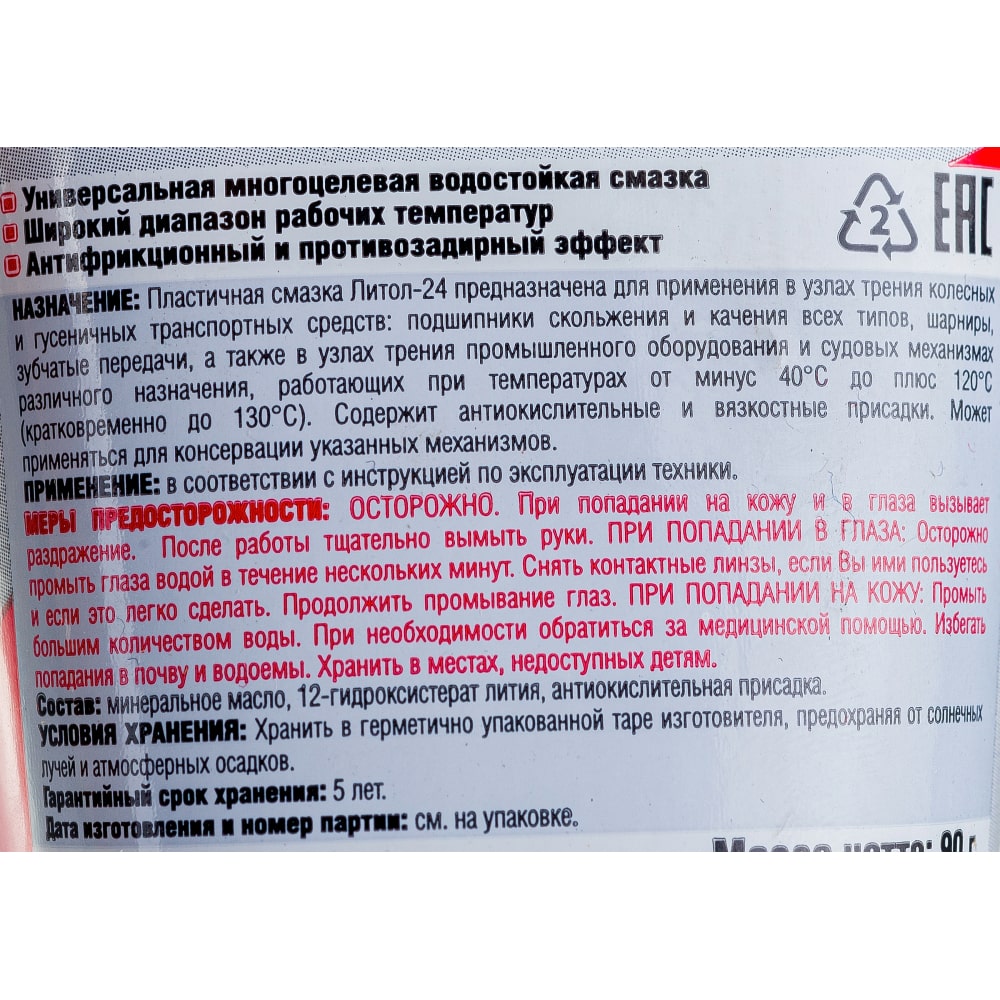 Универсальная многоцелевая водостойкая смазка
Широкий диапазон рабочих температур
Антифрикционный и противозадирный эффект
2
EAC
НАЗНАЧЕНИЕ: Пластичная смазка Литол-24 предназначена для применения в узлах трения колесных
и гусеничных транспортных средств: подшипники скольжения и качения всех типов, шарниры,
зубчатые передачи, а также в узлах трения промышленного оборудования и судовых механизмах
различного назначения, работающих при температурах от минус 40°С до плюс 120°С
(кратковременно до 130°С). Содержит антиокислительные и вязкостные присадки. Может
применяться для консервации указанных механизмов.
ПРИМЕНЕНИЕ: в соответствии с инструкцией по эксплуатации техники.
МЕРЫ ПРЕДОСТОРОЖНОСТИ: ОСТОРОЖНО. При попадании на кожу и в глаза вызывает
раздражение. После работы тщательно вымыть руки. ПРИ ПОПАДАНИИ В ГЛАЗА: Осторожно
промыть глаза водой в течение нескольких минут. Снять контактные линзы, если Вы ими пользуетесь
и если это легко сделать. Продолжить промывание глаз. ПРИ ПОПАДАНИИ НА КОЖУ: Промыть
большим количеством воды. При необходимости обратиться за медицинской помощью. Избегать
попадания в почву и водоемы. Хранить в местах, недоступных детям.
Состав: минеральное масло, 12-гидроксистерат лития, антиокислительная присадка.
УСЛОВИЯ ХРАНЕНИЯ: Хранить в герметично упакованной таре изготовителя, предохраняя от солнечных
лучей и атмосферных осадков.
Гарантийный срок хранения: 5 лет.
Дата изготовления и номер партии: см. на упаковке.
Масса нетто: 90 г.